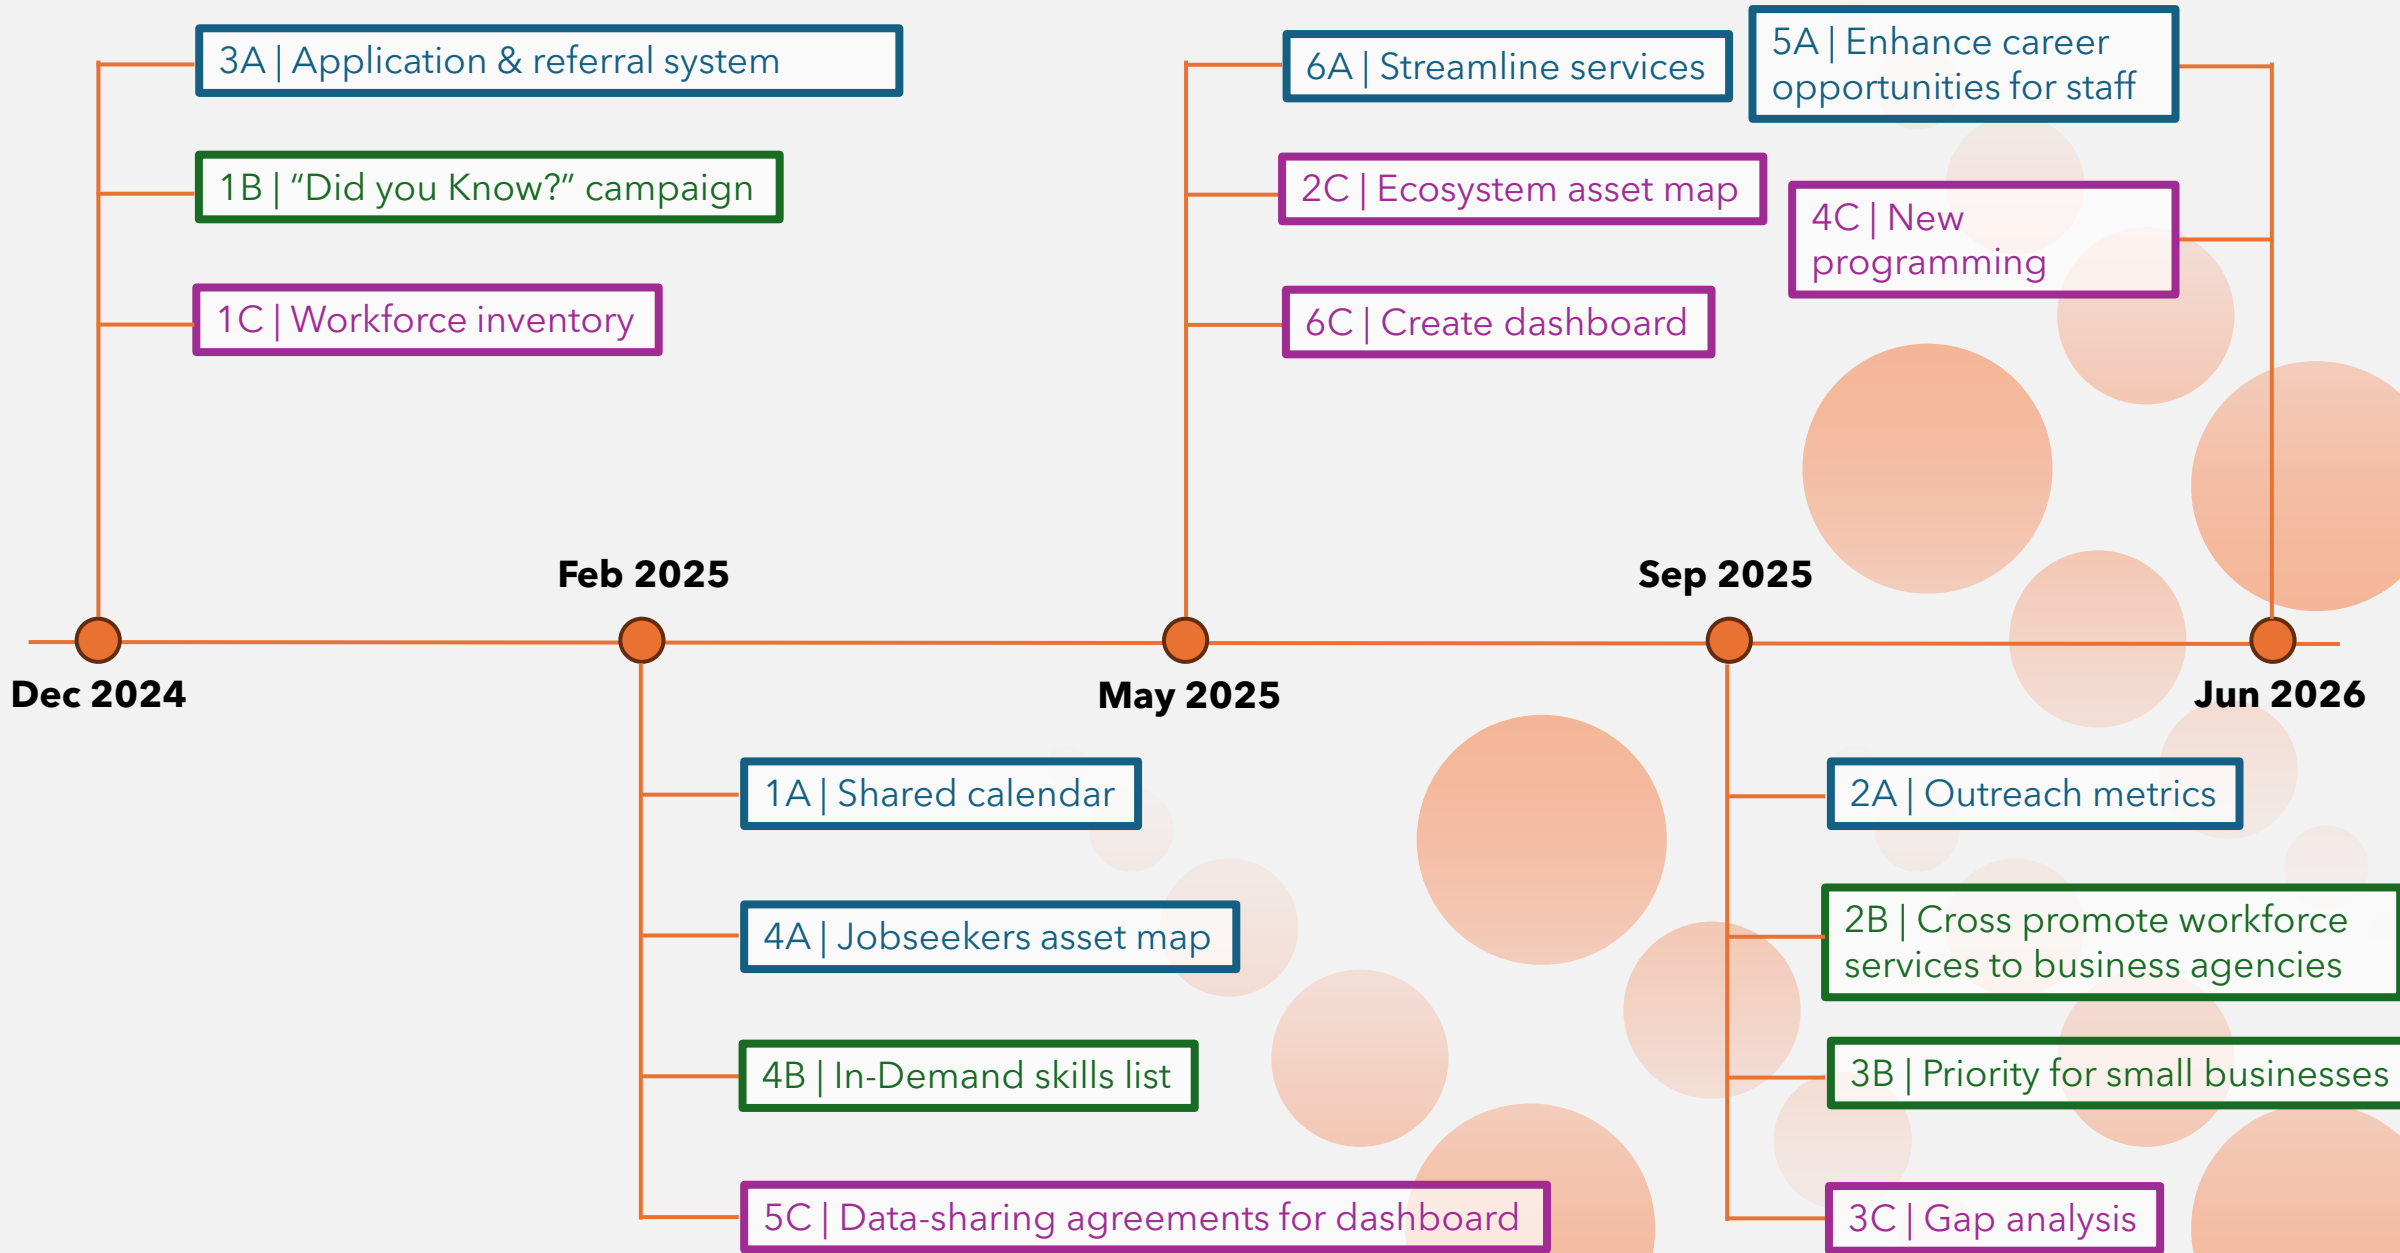 3A | Application & referral system
1B | “Did you Know?” campaign
1C | Workforce inventory
6A | Streamline services
2C | Ecosystem asset map
6C | Create dashboard
5A | Enhance career
opportunities for staff
4C | New
programming
Feb 2025
Sep 2025
Dec 2024
May 2025
Jun 2026
1A | Shared calendar
4A | Jobseekers asset map
4B | In-Demand skills list
5C | Data-sharing agreements for dashboard
2A | Outreach metrics
2B | Cross promote workforce
services to business agencies
3B | Priority for small businesses
3C | Gap analysis